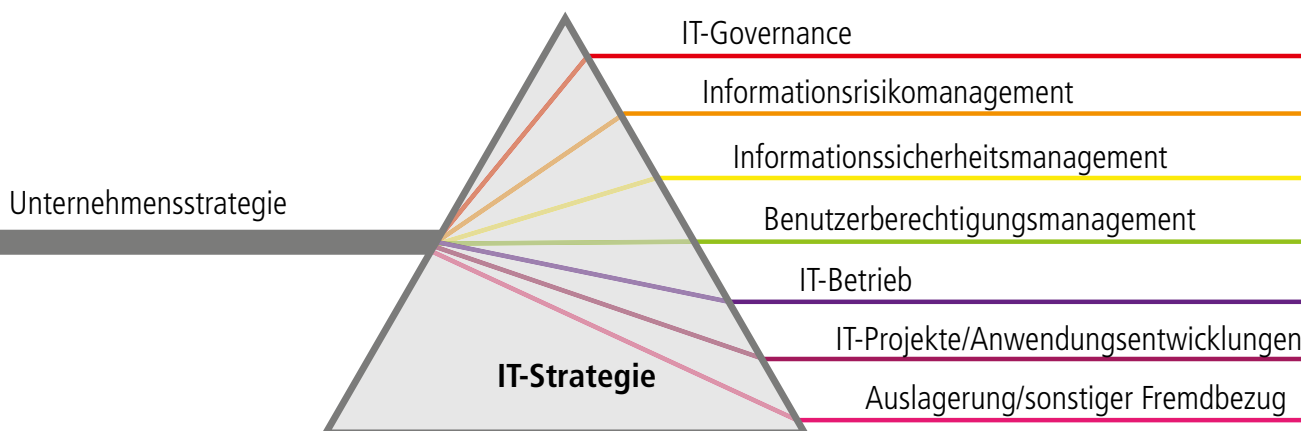 IT-Governance
Informationsrisikomanagement
Informationssicherheitsmanagement
Unternehmensstrategie
Benutzerberechtigungsmanagement
IT-Betrieb
IT-Projekte/Anwendungsentwicklungen
IT-Strategie
Auslagerung/sonstiger Fremdbezug